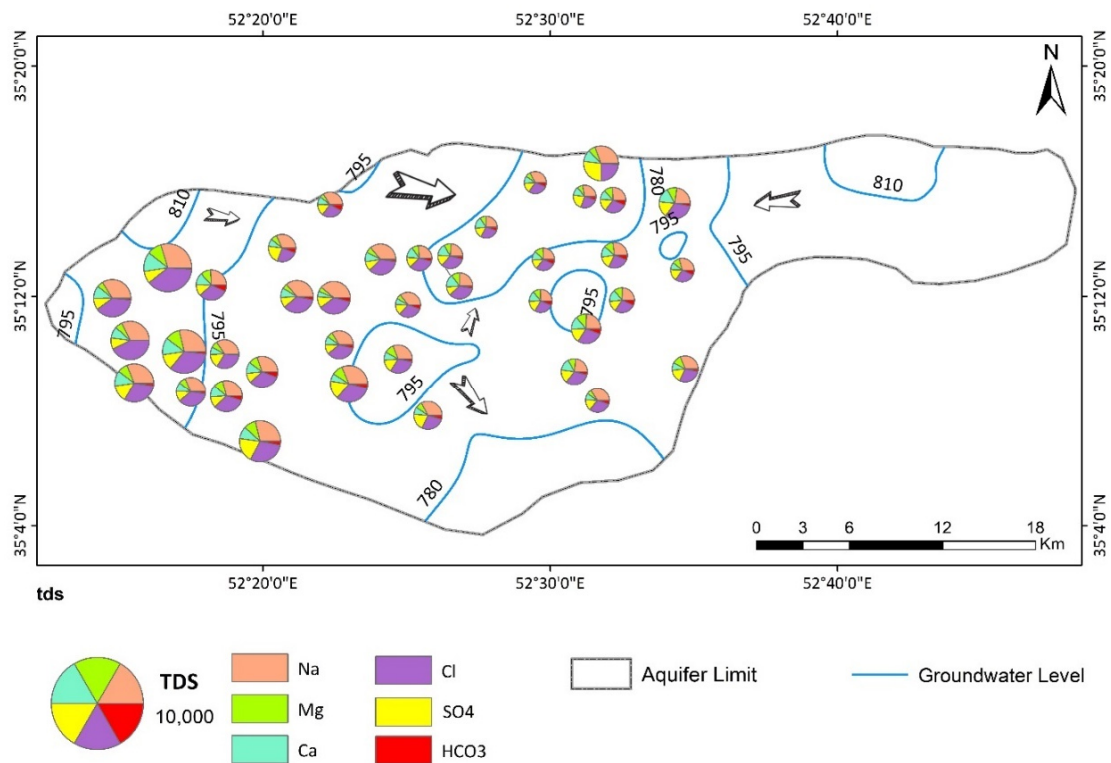 52°20'0"E 52°30'0"E 52°40'0"E
35°20'0"N 35°20'0"N
N
795
810
780
810
795
795
35°12'0"N 35°12'0"N
795
795
795
795
780
35°4'0"N 35°4'0"N
0 3 6 12 18
Km
52°20'0"E 52°30'0"E 52°40'0"E
tds
TDS
10,000
Na
Mg
Ca
Cl
SO4
HCO3
Aquifer Limit
Groundwater Level